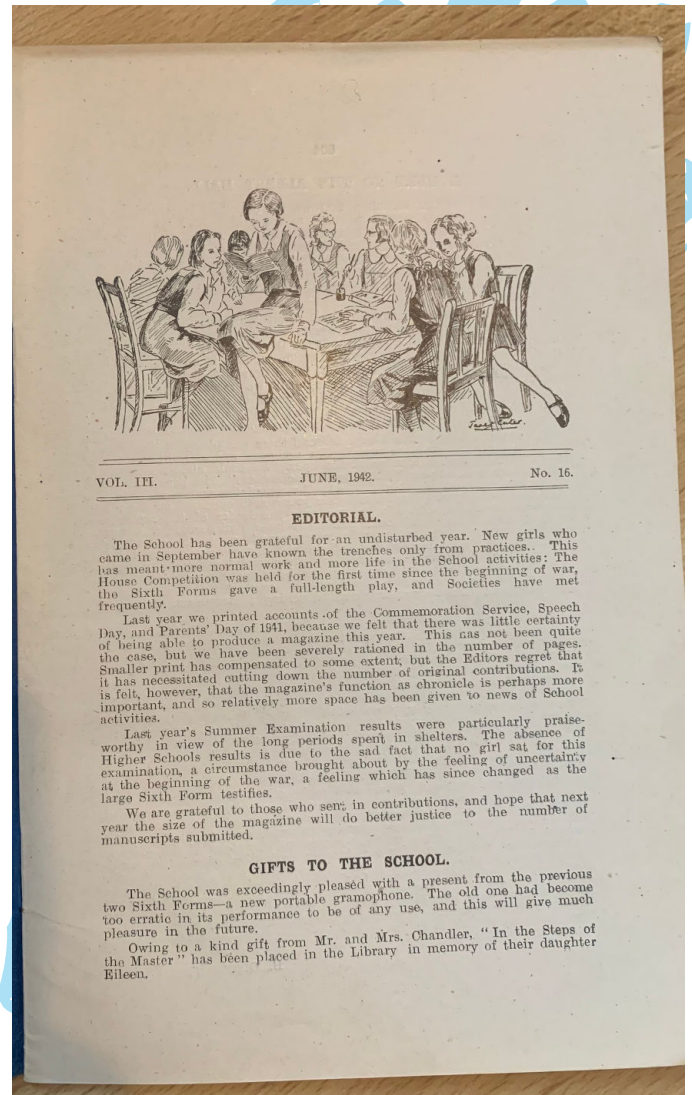 VOL. III. JUNE, 1942. No. 16.
EDITORIAL.
The School has been grateful for an undisturbed year. New girls who
came in September have known the trenches only from practices.. This
has meant more normal work and more life in the School activities: The
House Competition was held for the first time since the beginning of war,
the Sixth Forms gave a full-length play, and Societies have met
frequently.
Last year we printed accounts of the Commemoration Service, Speech
Day, and Parents' Day of 1941, because we felt that there was little certainty
of being able to produce a magazine this year. This cas not been quite
the case, but we have been severely rationed in the number of pages.
Smaller print has compensated to some extent, but the Editors regret that
it has necessitated cutting down the number of original contributions. It
is felt, however, that the magazine's function as chronicle is perhaps more
important, and so relatively more space has been given to news of School
activities.
Last year's Summer Examination results were particularly praise-
worthy in view of the long periods spent in shelters. The absence of
Higher Schools results is due to the sad fact that no girl sat for this
examination, a circumstance brought about by the feeling of uncertainty
at the beginning of the war, a feeling which has since changed as the
large Sixth Form testifies.
We are grateful to those who sent in contributions, and hope that next
year the size of the magazine will do better justice to the number of
manuscripts submitted.
GIFTS TO THE SCHOOL.
The School was exceedingly pleased with a present from the previous
two Sixth Forms—a new portable gramophone. The old one had become
too erratic in its performance to be of any use, and this will give much
pleasure in the future.
Owing to a kind gift from Mr. and Mrs. Chandler, "In the Steps of
the Master" has been placed in the Library in memory of their daughter
Eileen.